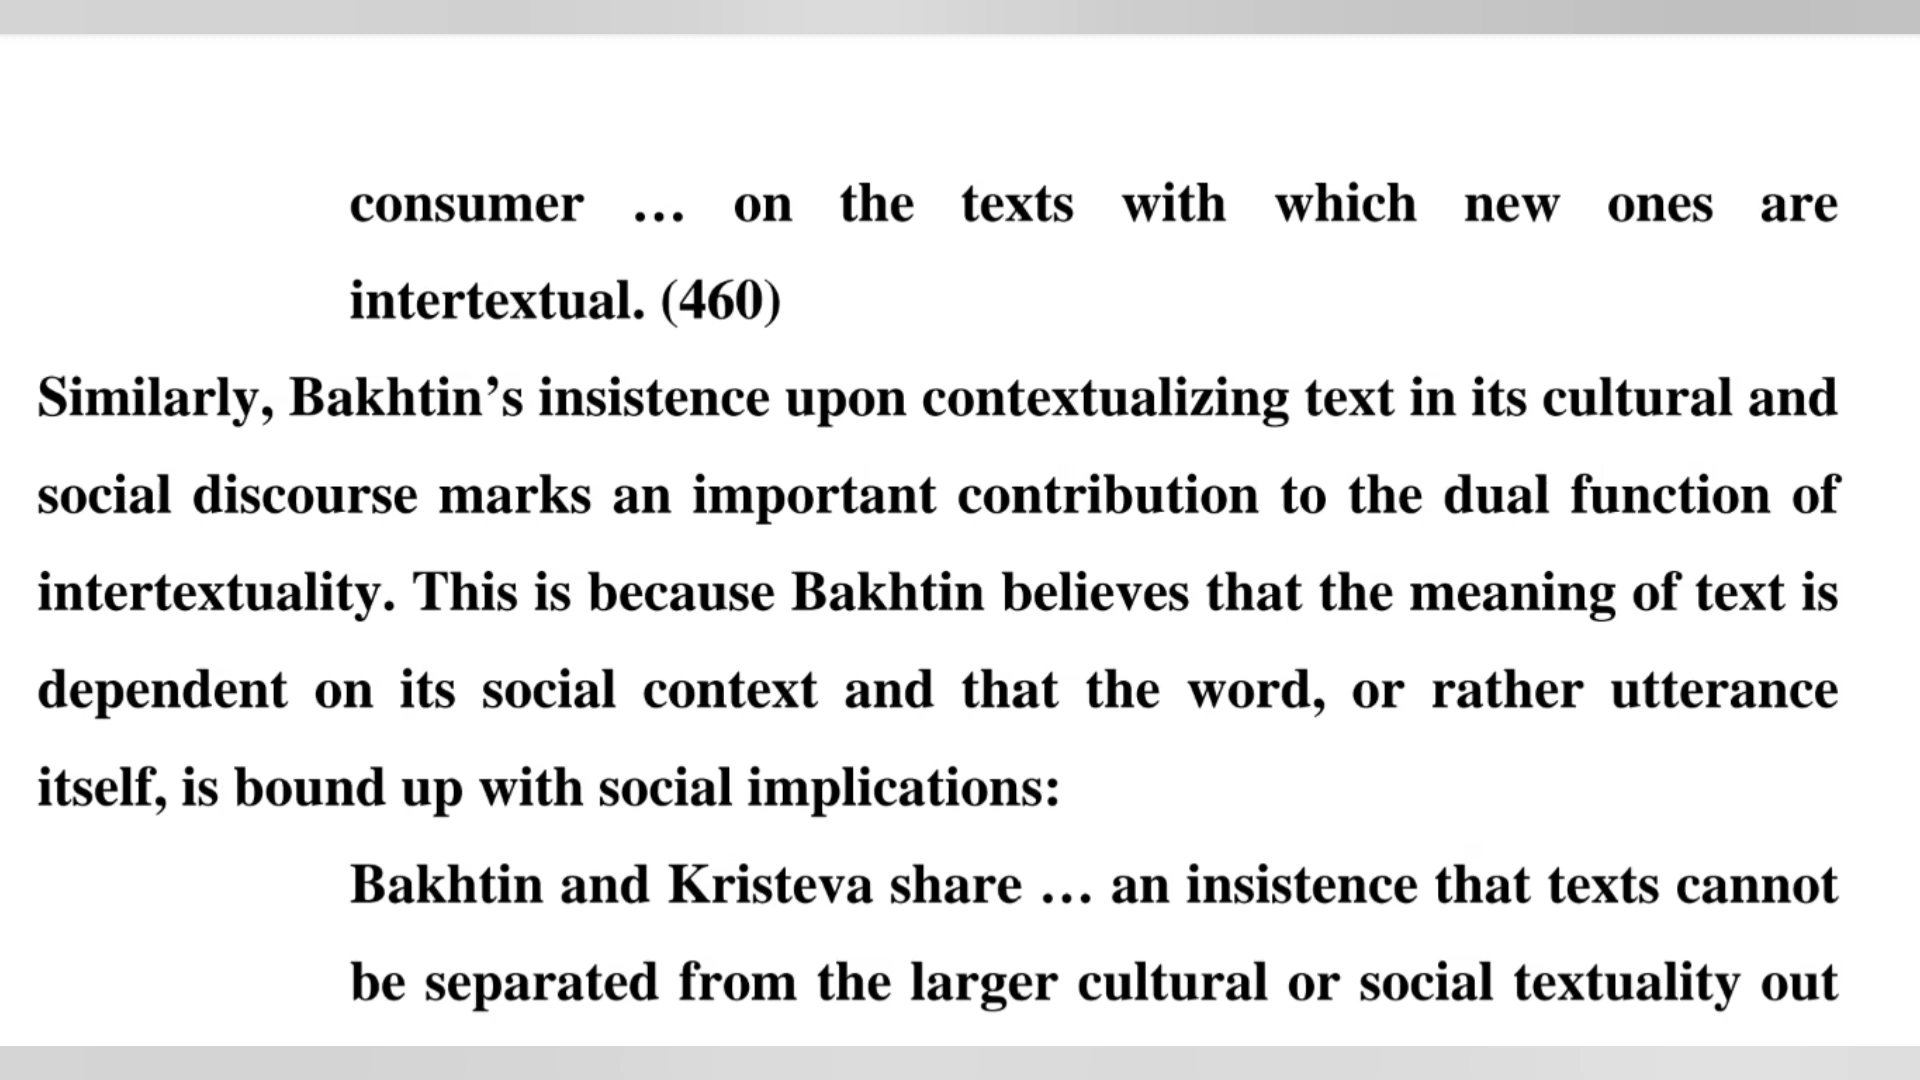 consumer … on the texts with which new ones are
intertextual. (460)
Similarly, Bakhtin’s insistence upon contextualizing text in its cultural and
social discourse marks an important contribution to the dual function of
intertextuality. This is because Bakhtin believes that the meaning of text is
dependent on its social context and that the word, or rather utterance
itself, is bound up with social implications:
Bakhtin and Kristeva share … an insistence that texts cannot
be separated from the larger cultural or social textuality out